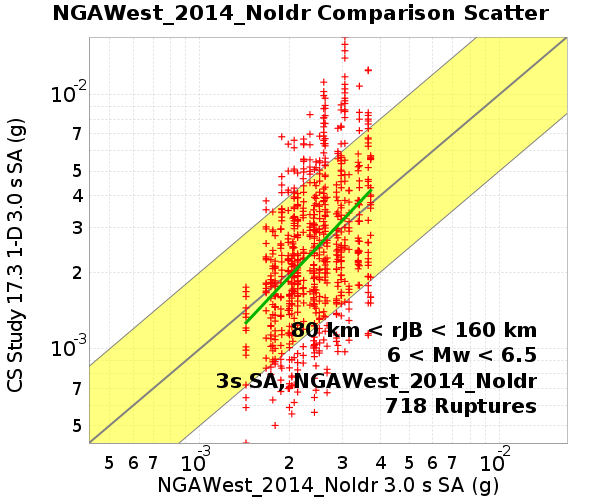 NGAWest_2014_NoIdr Comparison Scatter
CS Study 17.3 1-D 3.0 s SA (g)
10-2
7
5
4
3
2
10-3
7
5
80 km < rJB < 160 km
6 < Mw < 6.5
3s SA, NGAWest_2014_NoIdr
718 Ruptures
5 6 7 10-3 2 3 4 5 6 7 10-2
NGAWest_2014_NoIdr 3.0 s SA (g)